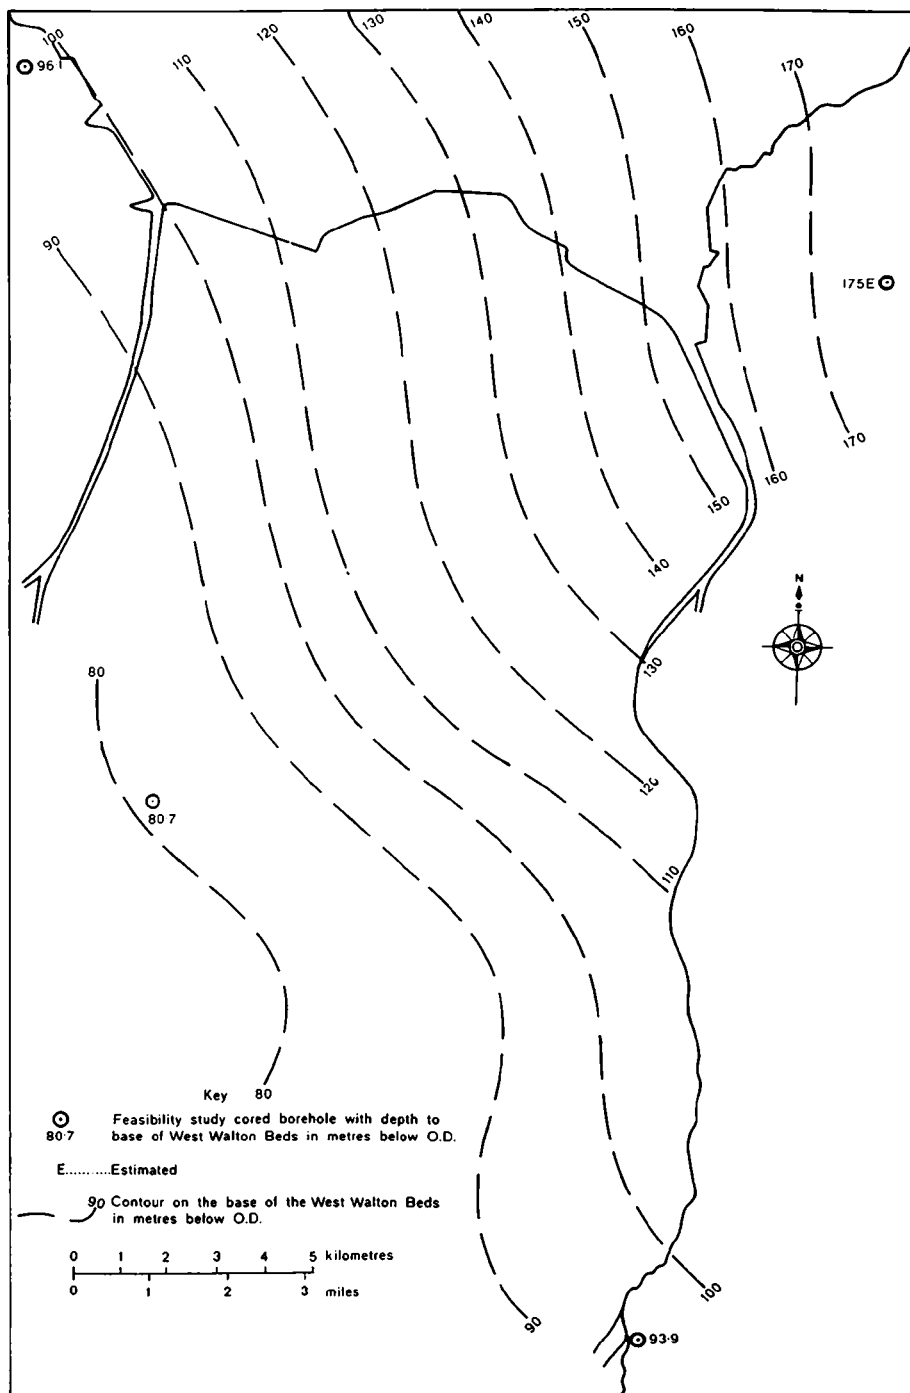 100
120
130
140
150
160
170
110
96·1
90
175E
170
160
150
140
130
120
110
80
80·7
N
80
Key
80·7
Feasibility study cored borehole with depth to
base of West Walton Beds in metres below O.D.
E.........Estimated
90 Contour on the base of the West Walton Beds
in metres below O.D.
0 1 2 3 4 5 kilometres
0 1 2 3 miles
100
90
93·9